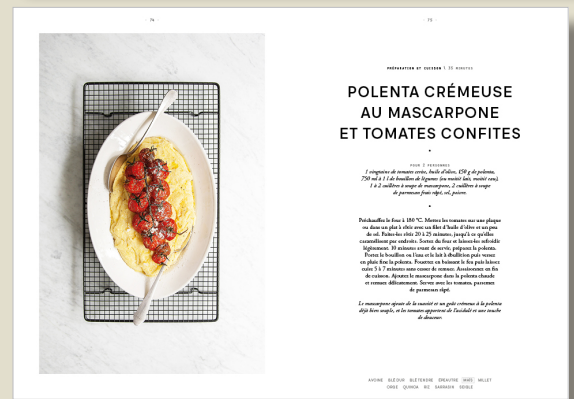 74
75
PRÉPARATION ET CUISSON | 30 MINUTES
POLENTA CRÉMEUSE
AU MASCARPONE
ET TOMATES CONFITES
POUR 2 PERSONNES
1 vingtaine de tomates cerise, huile d'olive, 150 g de polenta,
750 ml à 1 l de bouillon de légumes (ou moitié lait, moitié eau),
1 à 2 cuillères à soupe de mascarpone, 2 cuillères à soupe
de parmesan frais râpé, sel, poivre.
Préchauffez le four à 180 °C. Mettez les tomates sur une plaque
ou dans un plat à rôtir avec un filet d'huile d'olive et un peu
de sel. Faites-les rôtir 20 à 25 minutes, jusqu'à ce qu'elles
caramélisent par endroits. Sortez du four et laissez-les refroidir
légèrement. 10 minutes avant de servir, préparez la polenta.
Portez le bouillon ou l'eau et le lait à ébullition puis versez
en pluie fine la polenta. Fouettez en baissant le feu puis laissez
cuire 5 à 7 minutes sans cesser de remuer. Assaisonnez en fin
de cuisson. Ajoutez le mascarpone dans la polenta chaude
et remuez délicatement. Servez avec les tomates, parsemez
de parmesan râpé.
Le mascarpone ajoute de la suavité et un goût crémeux à la polenta
déjà bien souple, et les tomates apportent de l'acidité et une touche
de douceur.
AVOINE BLÉ DUR BLÉ TENDRE ÉPEAUTRE MAÏS MILLET
ORGE QUINOA RIZ SARRASIN SEIGLE